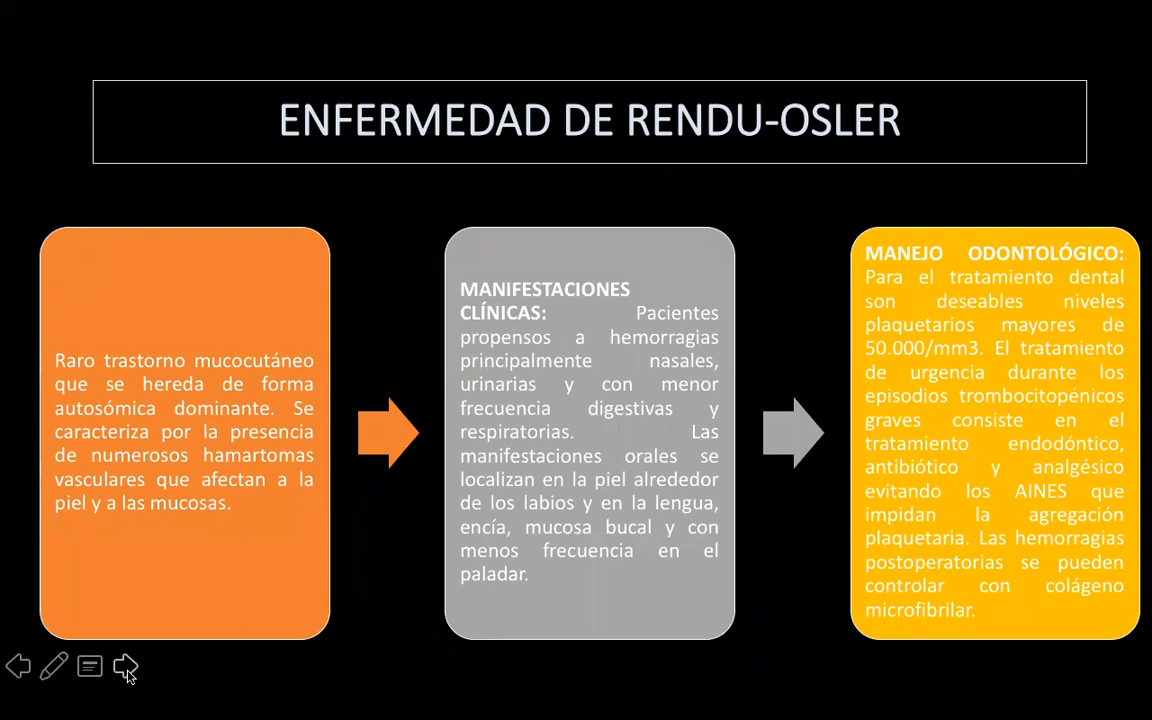 ENFERMEDAD DE RENDU-OSLER
Raro trastorno mucocutáneo
que se hereda de forma
autosómica dominante. Se
caracteriza por la presencia
de numerosos hamartomas
vasculares que afectan a la
piel y a las mucosas.
MANIFESTACIONES
CLÍNICAS: Pacientes
propensos a hemorragias
principalmente nasales,
urinarias y con menor
frecuencia digestivas y
respiratorias. Las
manifestaciones orales se
localizan en la piel alrededor
de los labios y en la lengua,
encía, mucosa bucal y con
menos frecuencia en el
paladar.
MANEJO ODONTOLÓGICO:
Para el tratamiento dental
son deseables niveles
plaquetarios mayores de
50.000/mm3. El tratamiento
de urgencia durante los
episodios trombocitopénicos
graves consiste en el
tratamiento endodóntico,
antibiótico y analgésico
evitando los AINES que
impidan la agregación
plaquetaria. Las hemorragias
postoperatorias se pueden
controlar con colágeno
microfibrilar.